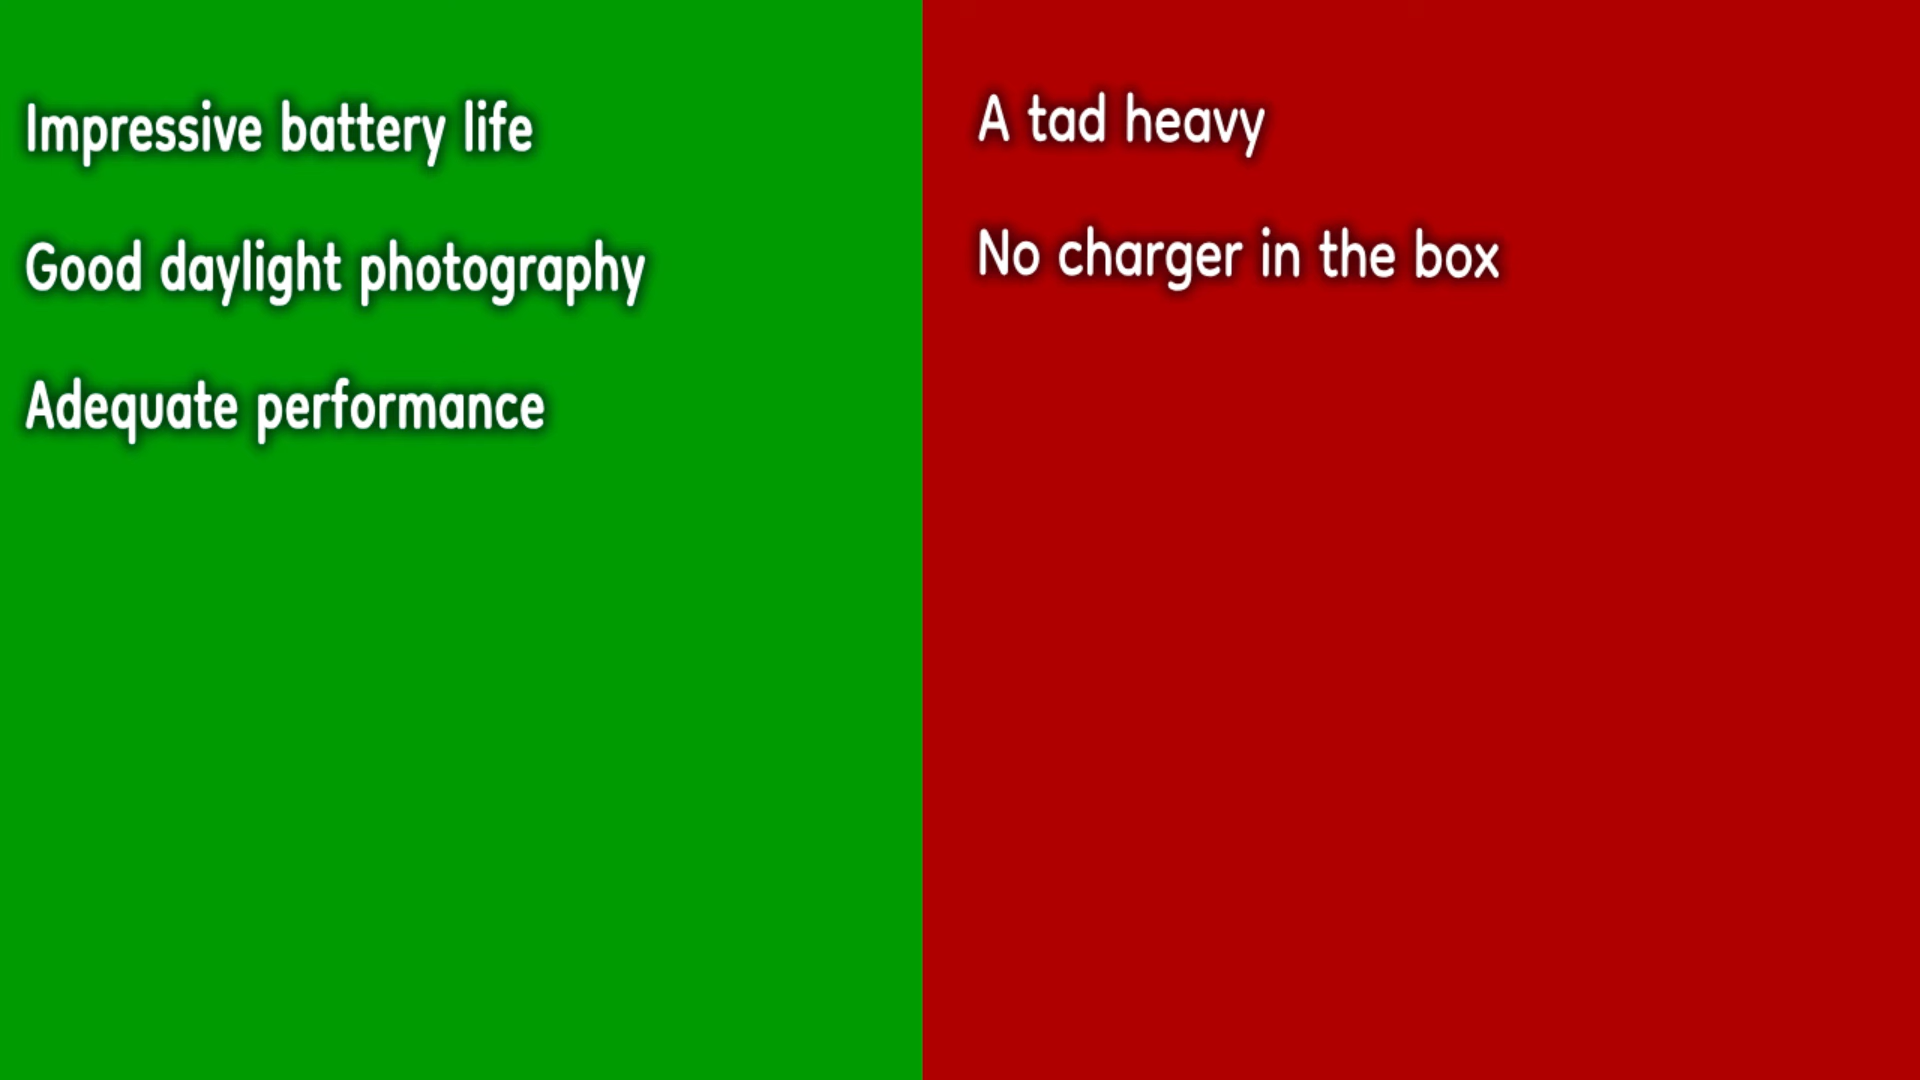 Impressive battery life
Good daylight photography
Adequate performance
A tad heavy
No charger in the box